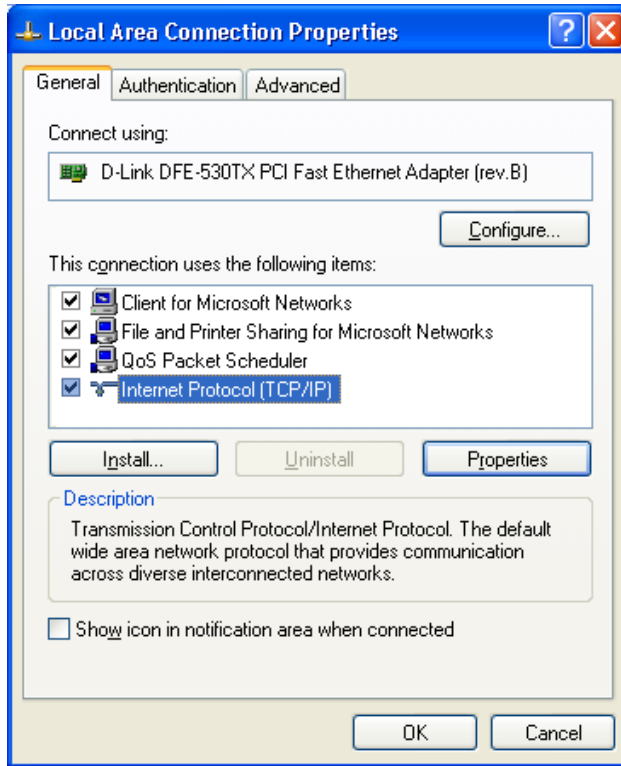 Local Area Connection Properties
General Authentication Advanced
Connect using:
D-Link DFE-530TX PCI Fast Ethernet Adapter (rev.B)
Configure...
This connection uses the following items:
Client for Microsoft Networks
File and Printer Sharing for Microsoft Networks
QoS Packet Scheduler
Internet Protocol (TCP/IP)
Install... Uninstall Properties
Description
Transmission Control Protocol/Internet Protocol. The default
wide area network protocol that provides communication
across diverse interconnected networks.
Show icon in notification area when connected
OK Cancel